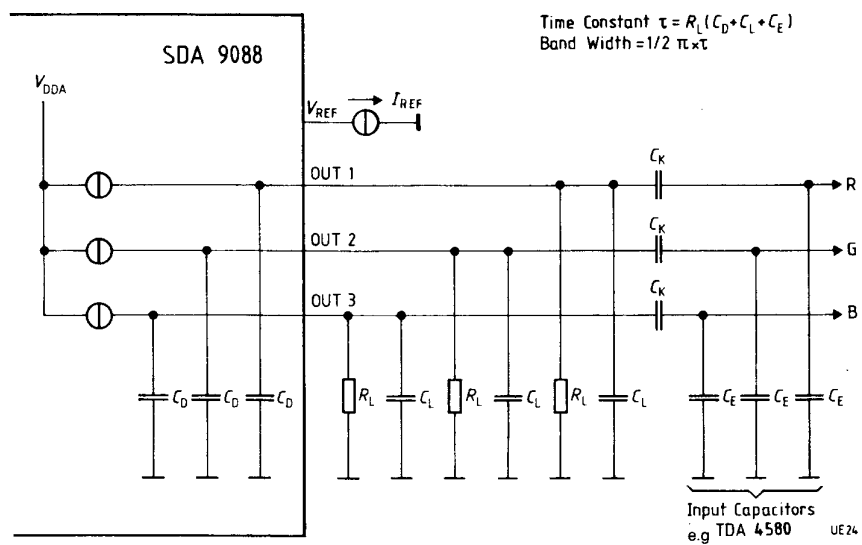 Time Constant τ = R_L (C_D + C_L + C_E)
Band Width = 1/2 π × τ
SDA 9088
V_DDA
V_REF
I_REF
OUT 1
C_K
R
OUT 2
C_K
G
OUT 3
C_K
B
C_D C_D C_D R_L C_L R_L C_L R_L C_L C_E C_E C_E
Input Capacitors
e.g TDA 4580
UE24